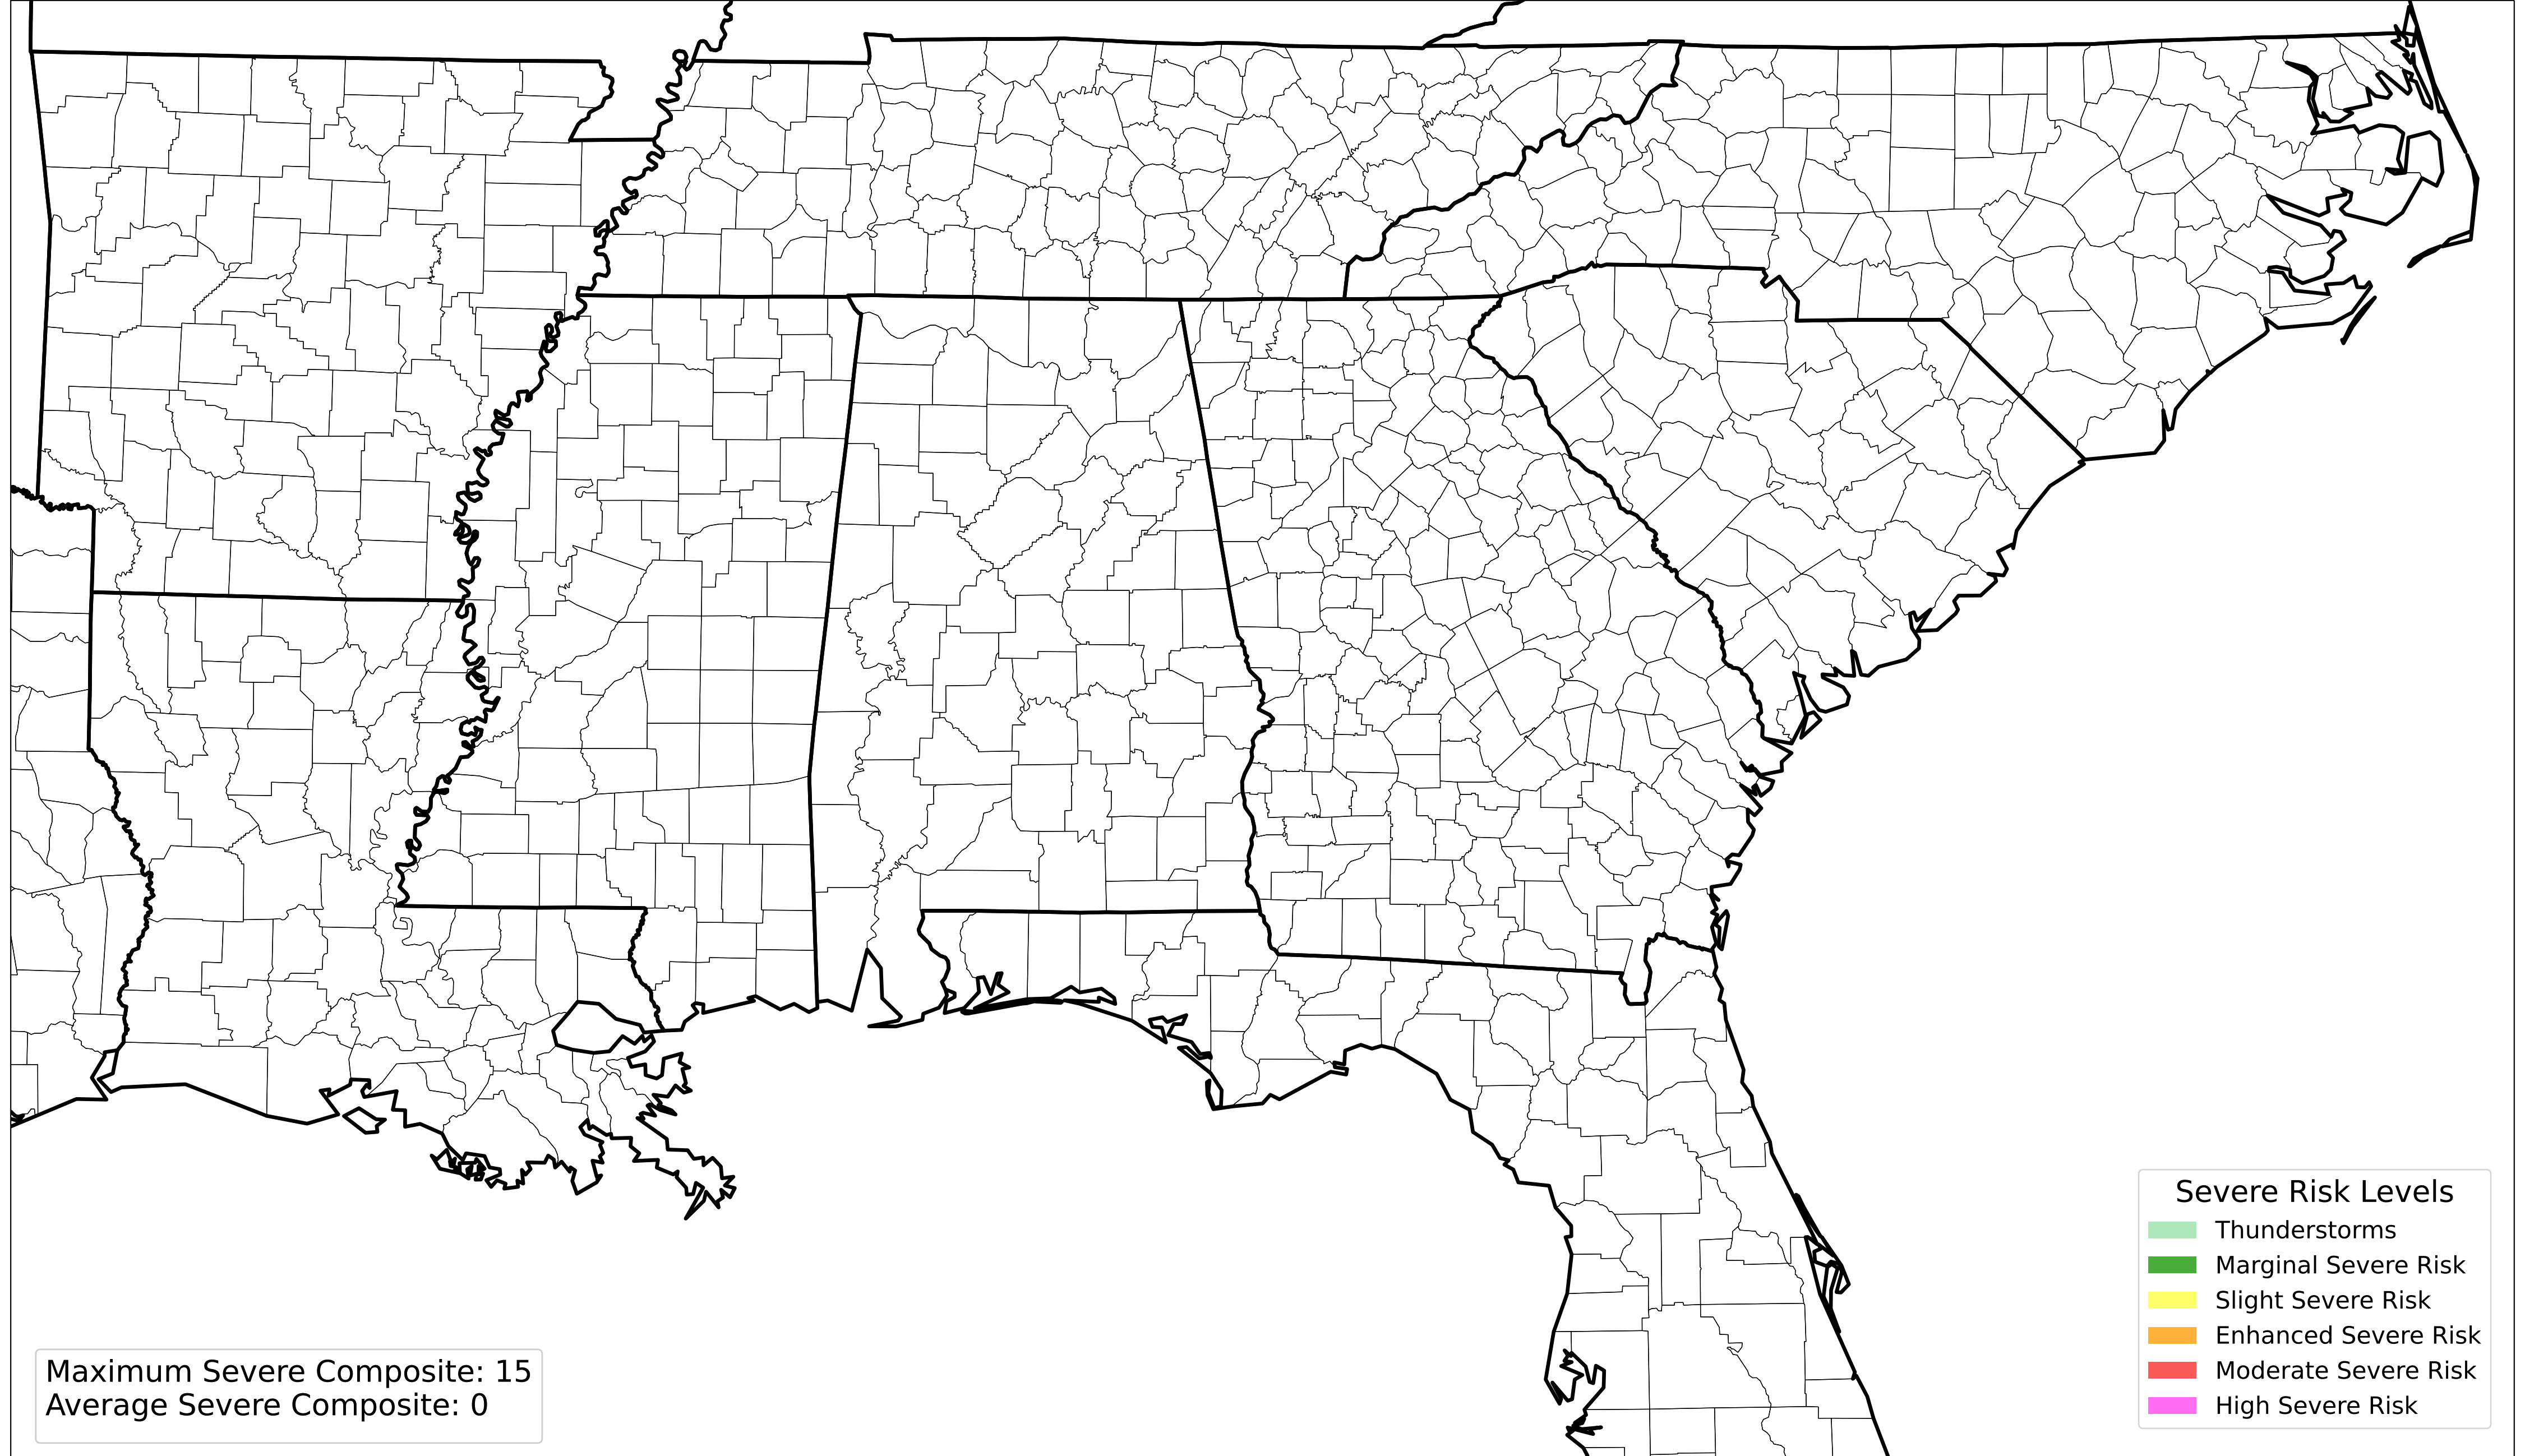 Severe Risk Levels
Thunderstorms
Marginal Severe Risk
Slight Severe Risk
Enhanced Severe Risk
Moderate Severe Risk
High Severe Risk
Maximum Severe Composite: 15
Average Severe Composite: 0